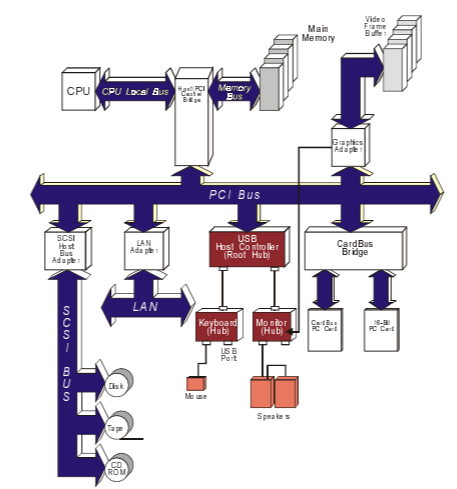 Main
Memory
Video
Frame
Buffer
CPU
CPU Local Bus
Host/PCI
Cache/
Bridge
Memory
Bus
Graphics
Adapter
PCI Bus
SCSI
Host
Bus
Adapter
LAN
Adapter
USB
Host Controller
(Root Hub)
CardBus
Bridge
LAN
SCSI BUS
Keyboard
(Hub)
Monitor
(Hub)
USB
Port
CardBus
PC Card
16-Bit
PC Card
Mouse
Speakers
Disk
Tape
CD
ROM